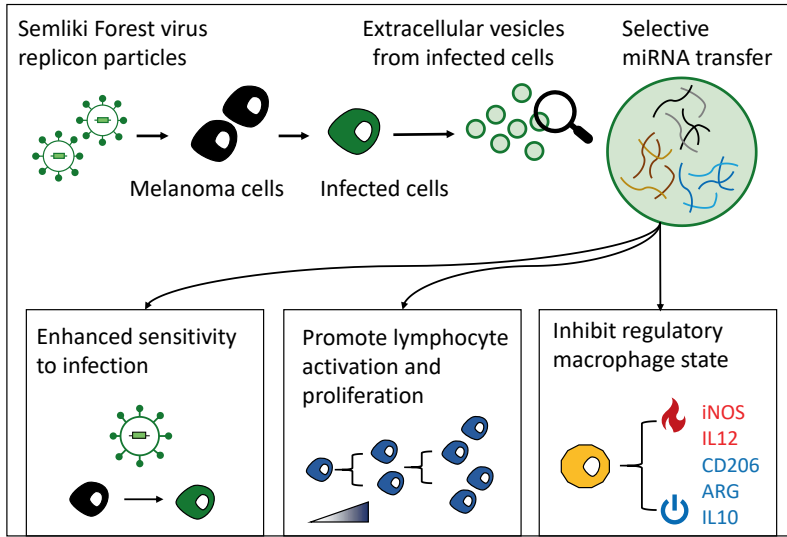 Semliki Forest virus
replicon particles
Extracellular vesicles
from infected cells
Selective
miRNA transfer
Melanoma cells
Infected cells
Enhanced sensitivity
to infection
Promote lymphocyte
activation and
proliferation
Inhibit regulatory
macrophage state
iNOS
IL12
CD206
ARG
IL10